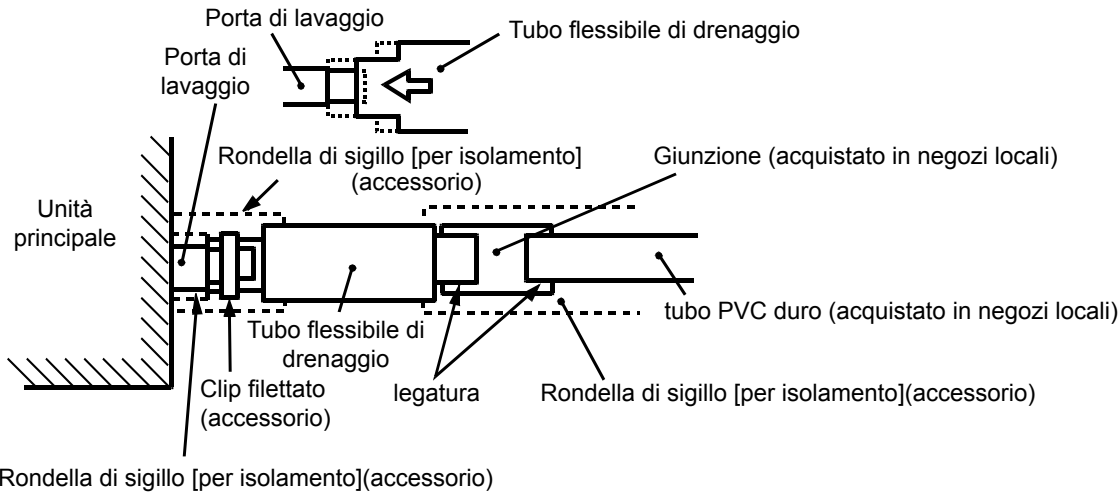 Porta di lavaggio
Tubo flessibile di drenaggio
Porta di
lavaggio
Rondella di sigillo [per isolamento]
(accessorio)
Giunzione (acquistato in negozi locali)
Unità
principale
tubo PVC duro (acquistato in negozi locali)
Tubo flessibile di
drenaggio
Clip filettato
(accessorio)
legatura
Rondella di sigillo [per isolamento](accessorio)
Rondella di sigillo [per isolamento](accessorio)